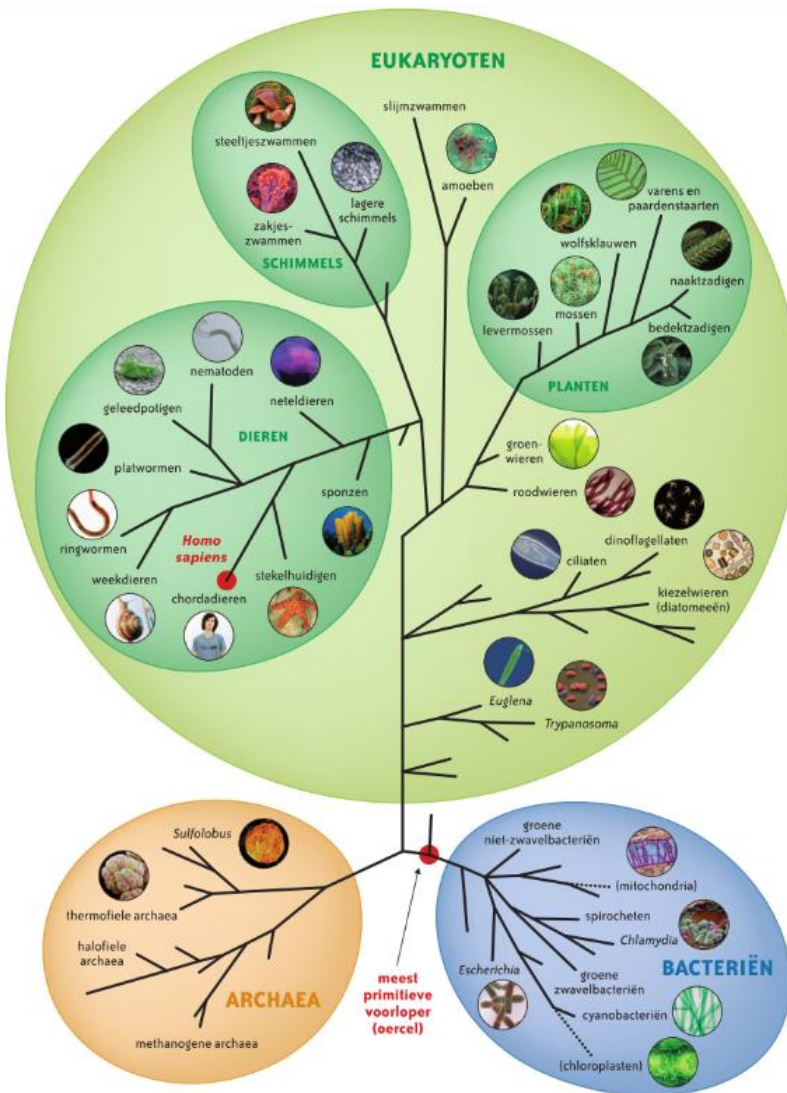 EUKARYOTEN
steeltjeszwammen
zakjes-
zwammen
lagere
schimmels
SCHIMMELS
slijmzwammen
amoeben
varens en
paardenstaarten
wolfsklauwen
naaktzadigen
mossen
levermossen
bedektzadigen
PLANTEN
nematoden
geleedpotigen
neteldieren
DIEREN
platwormen
sponzen
ringwormen
Homo
sapiens
weekdieren
stekelhuidigen
chordadieren
groen-
wieren
roodwieren
dinoflagellaten
ciliaten
kiezelwieren
(diatomeeën)
Euglena
Trypanosoma
Sulfolobus
thermofiele archaea
halofiele
archaea
ARCHAEA
methanogene archaea
meest
primitieve
voorloper
(oercel)
groene
niet-zwavelbacteriën
(mitochondria)
spirocheten
Chlamydia
Escherichia
BACTERIËN
groene
zwavelbacteriën
cyanobacteriën
(chloroplasten)